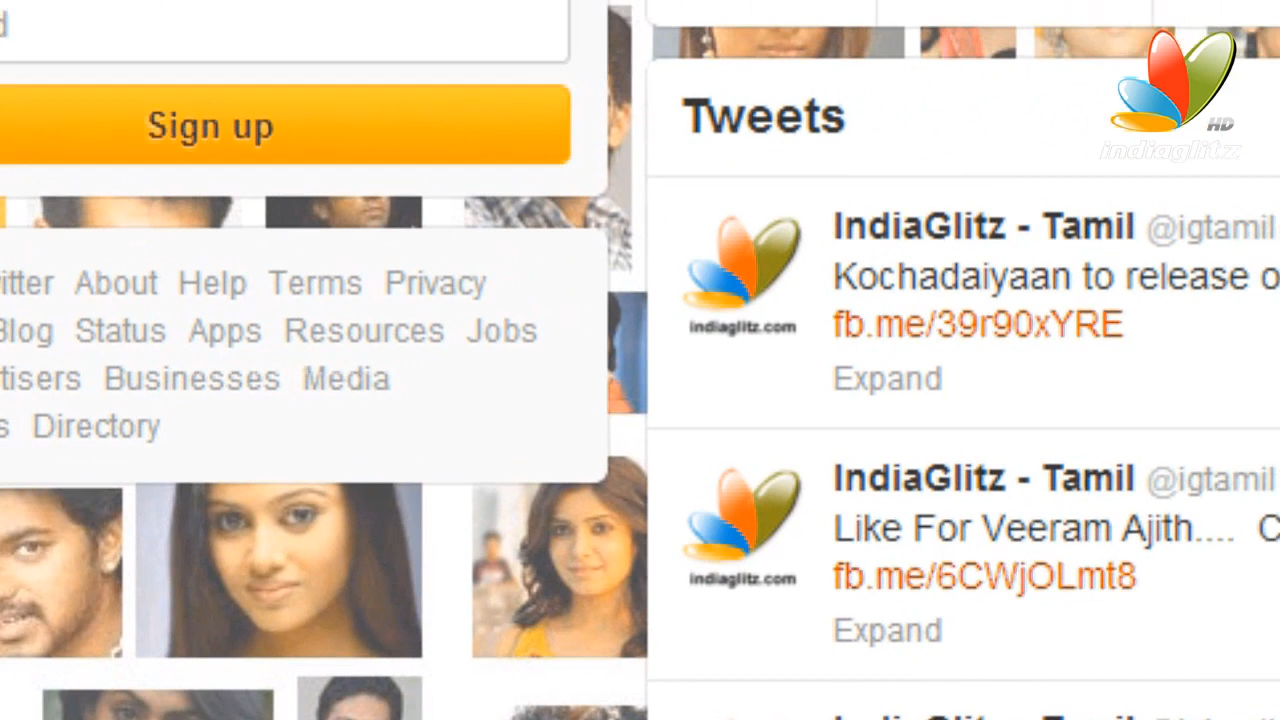 Sign up
About Help Terms Privacy
Blog Status Apps Resources Jobs
Businesses Media
Directory
Tweets
HD
indiaglitz
IndiaGlitz - Tamil @igtamil
Kochadaiyaan to release
fb.me/39r90xYRE
indiaglitz.com
Expand
IndiaGlitz - Tamil @igtamil
Like For Veeram Ajith....
fb.me/6CWjOLmt8
indiaglitz.com
Expand